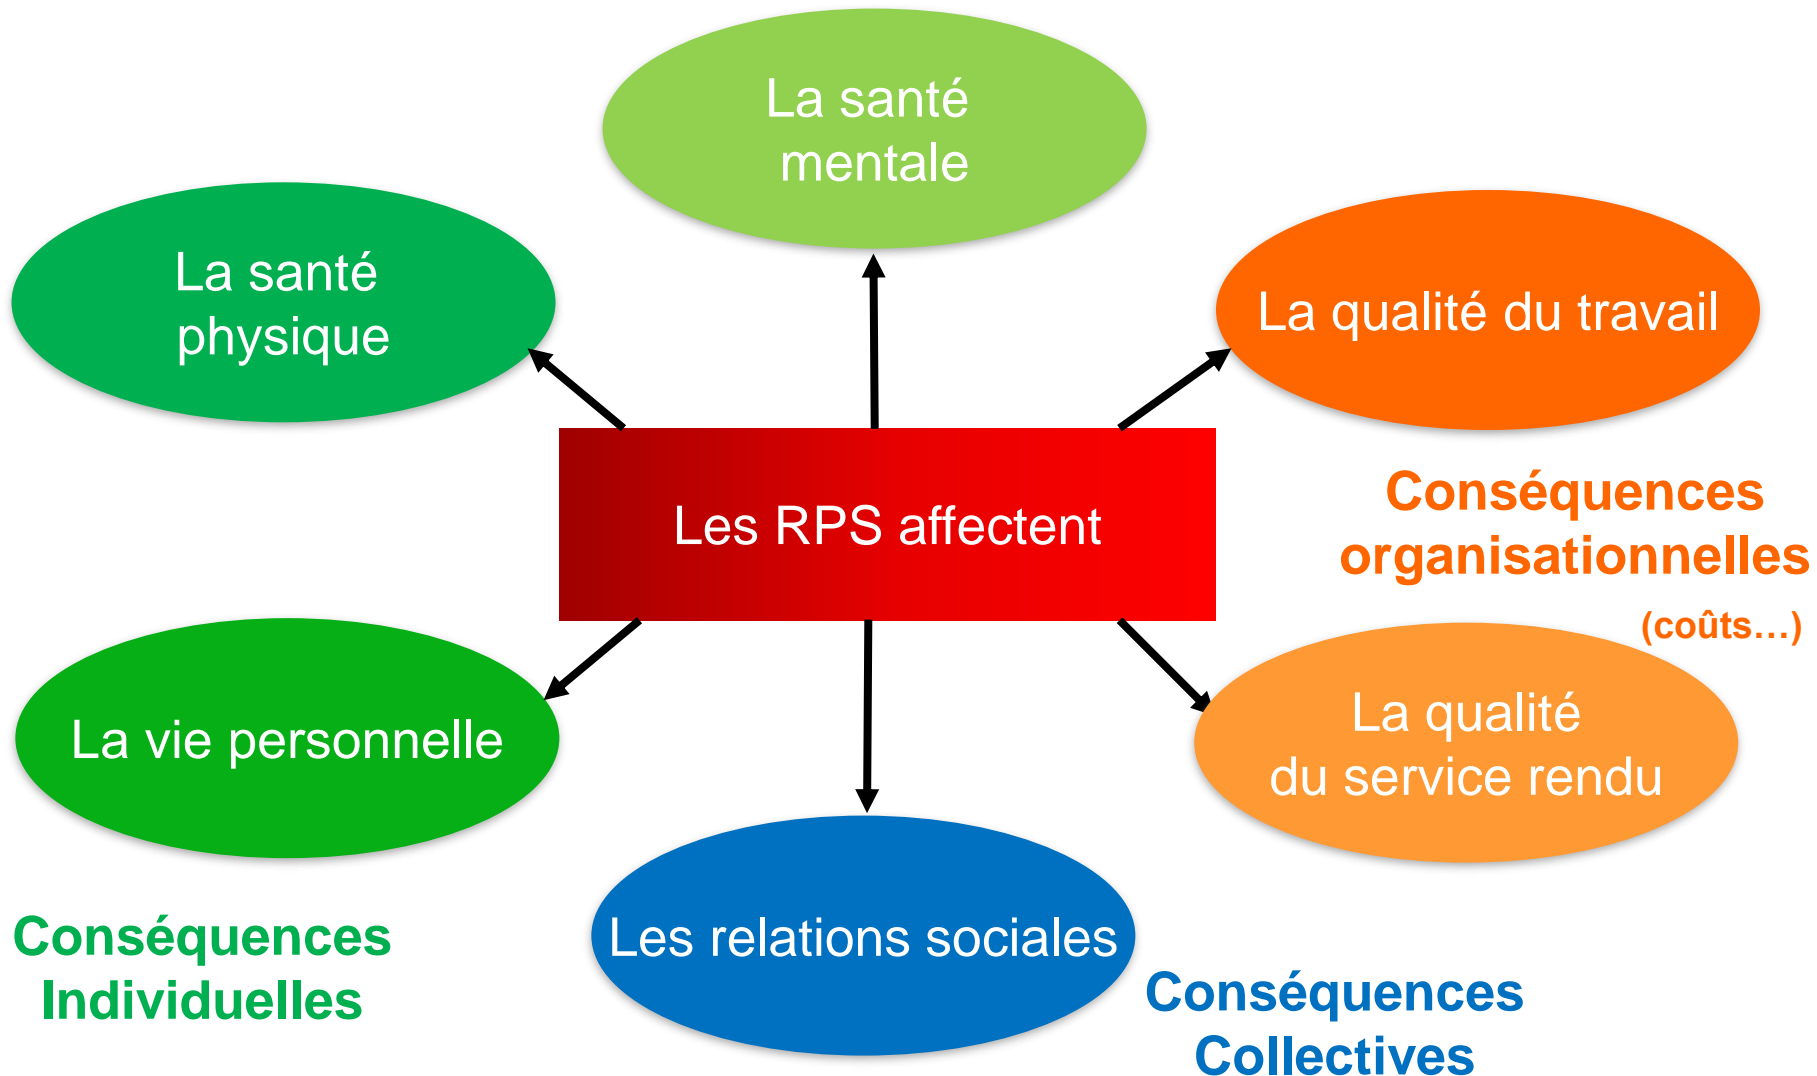 La santé
mentale
La santé
physique
La qualité du travail
Les RPS affectent
Conséquences
organisationnelles
(coûts…)
La vie personnelle
La qualité
du service rendu
Les relations sociales
Conséquences
Individuelles
Conséquences
Collectives